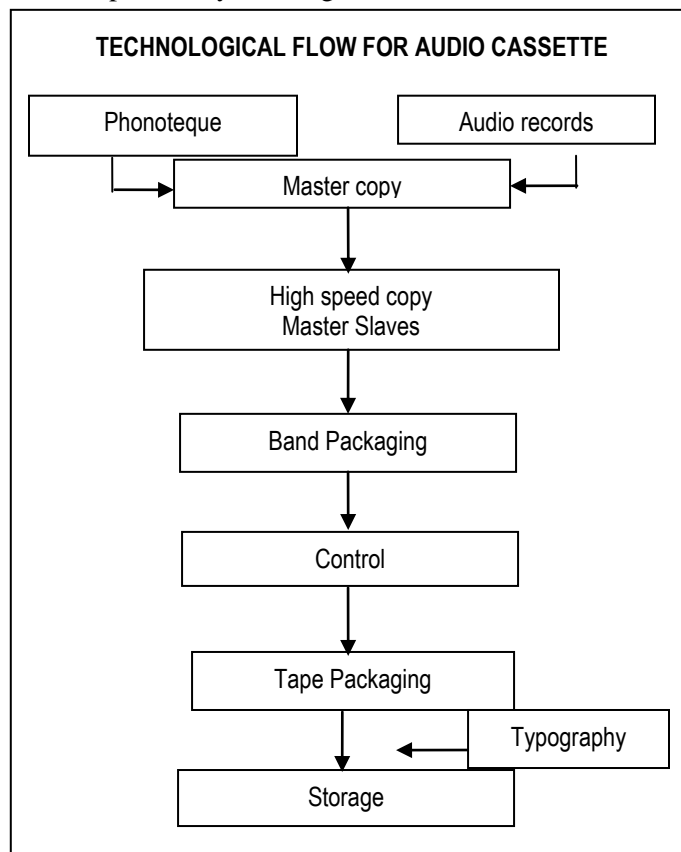 TECHNOLOGICAL FLOW FOR AUDIO CASSETTE
Phonoteque
Audio records
Master copy
High speed copy
Master Slaves
Band Packaging
Control
Tape Packaging
Typography
Storage